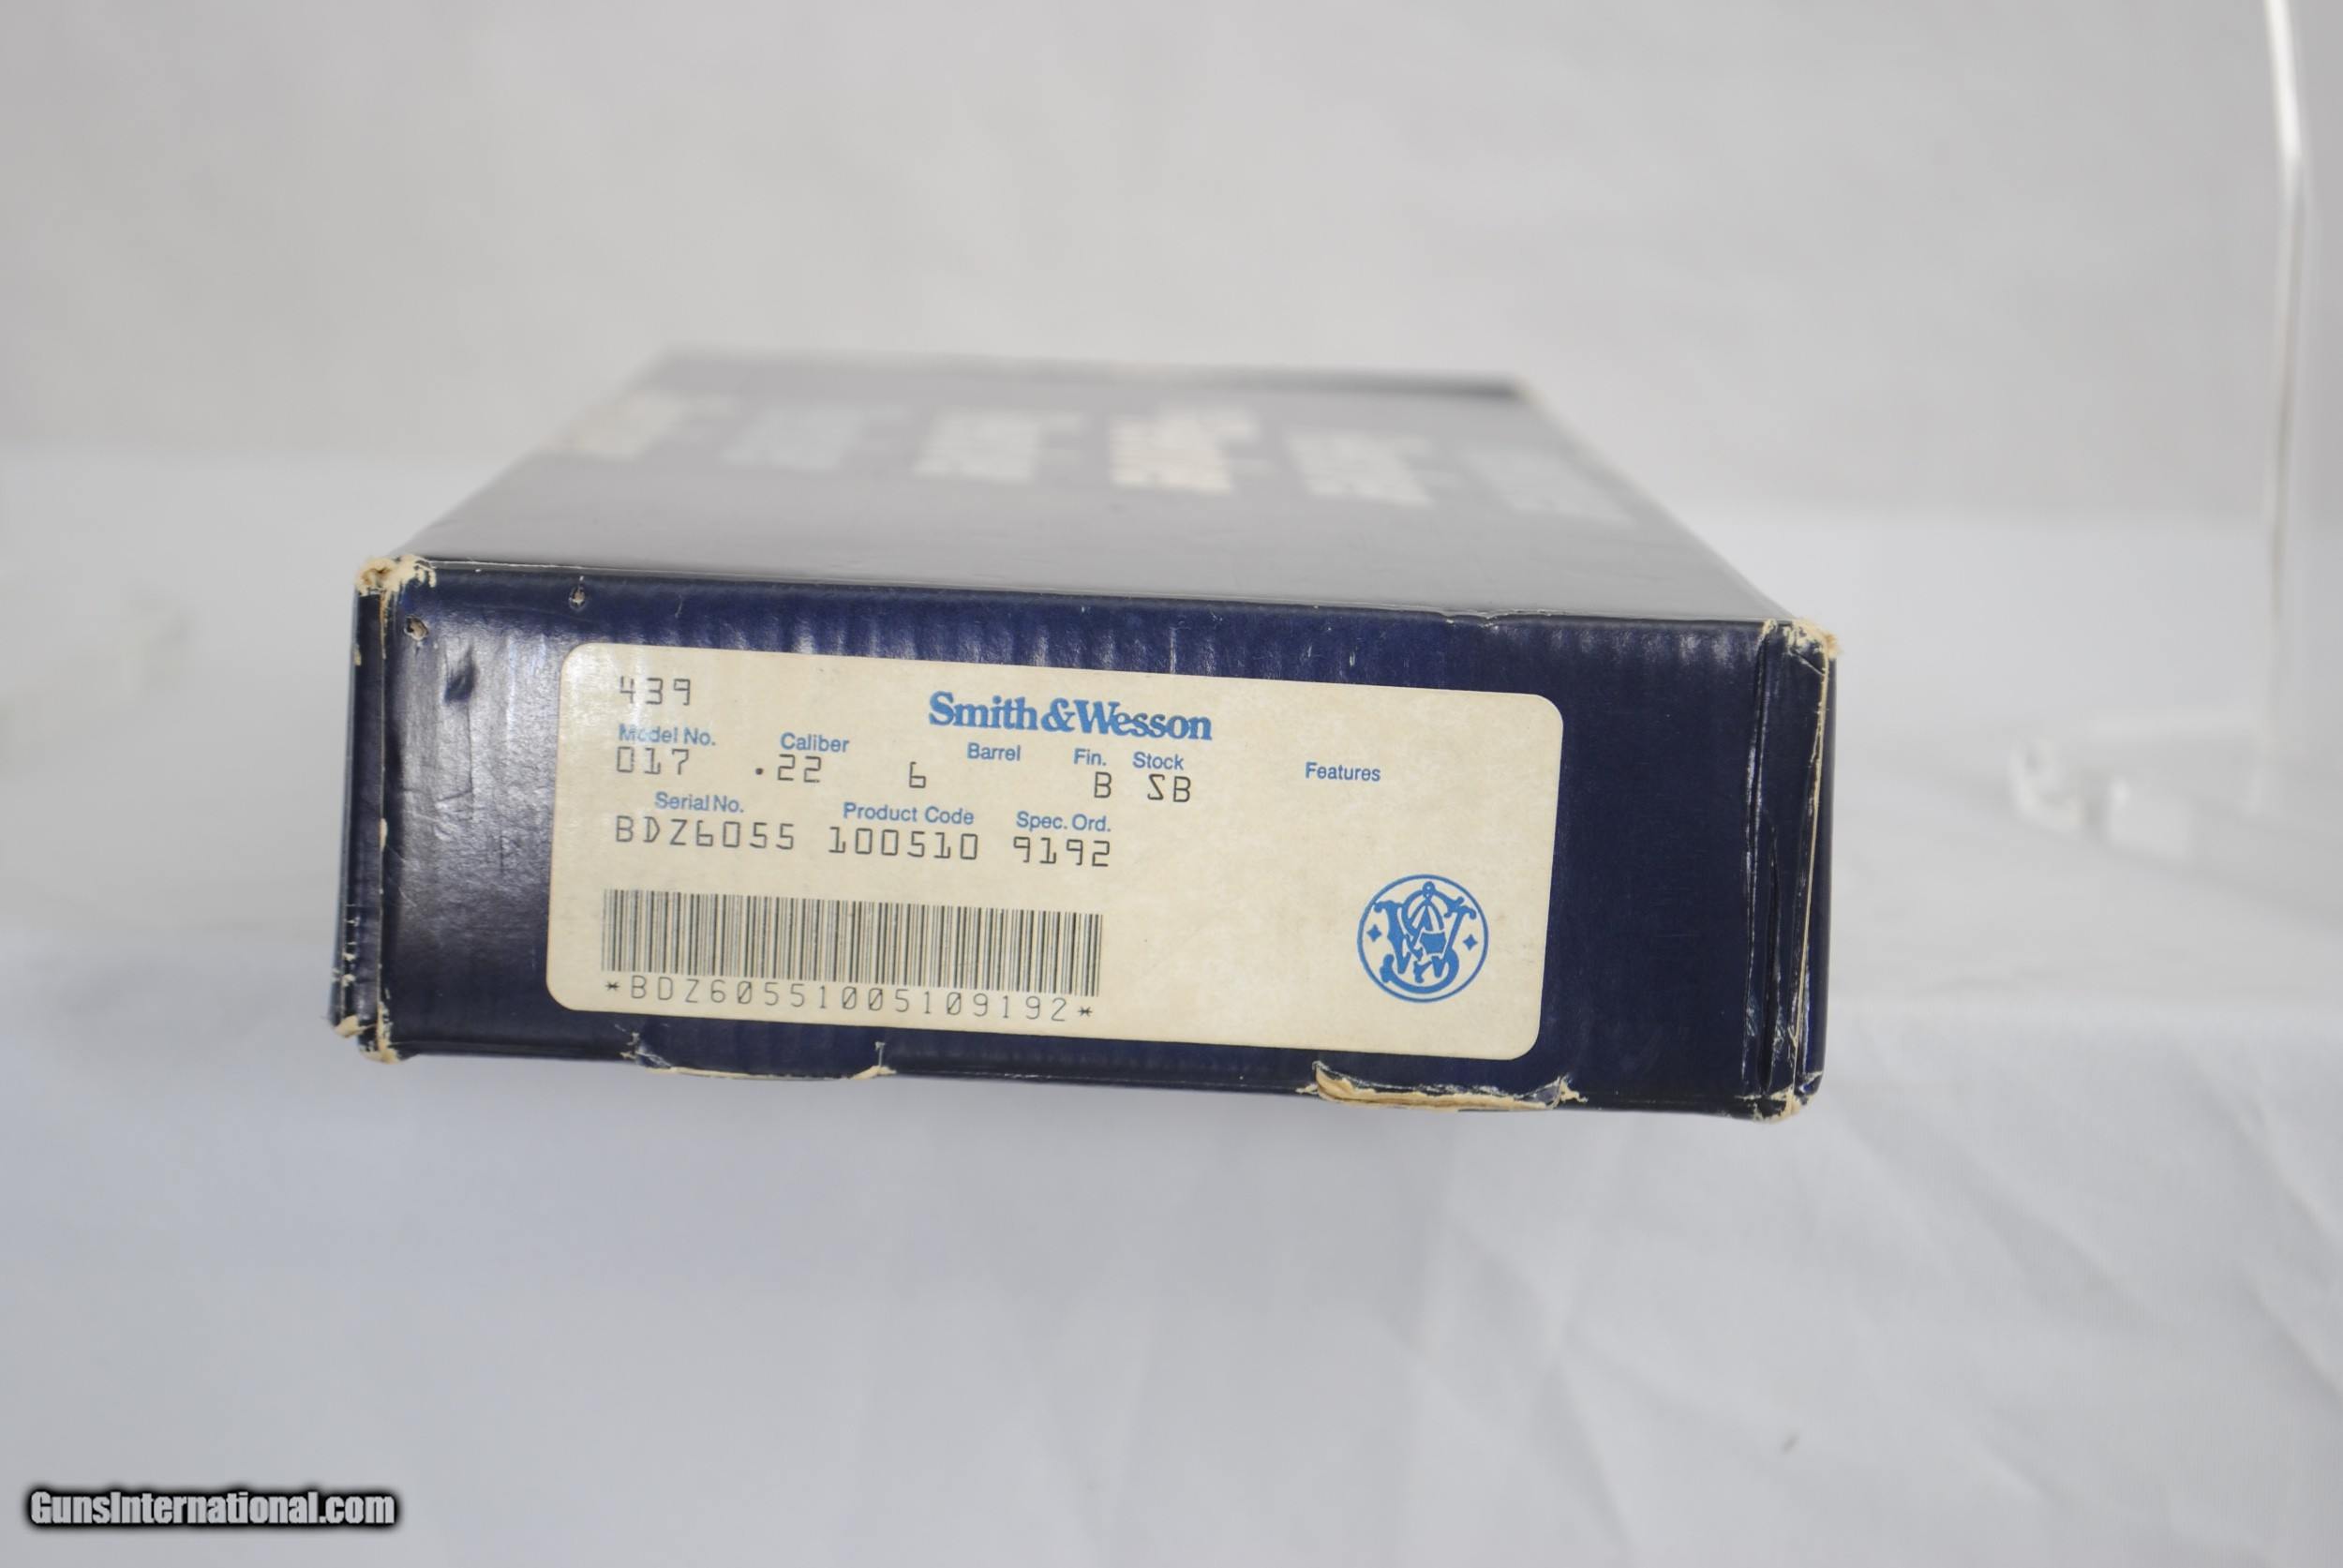 439
Smith & Wesson
Model No. Caliber Barrel Fin. Stock Features
017 .22 6 B SB
Serial No. Product Code Spec. Ord.
BDZ6055 100510 9192
*BDZ60551005109192*
GunsInternational.com